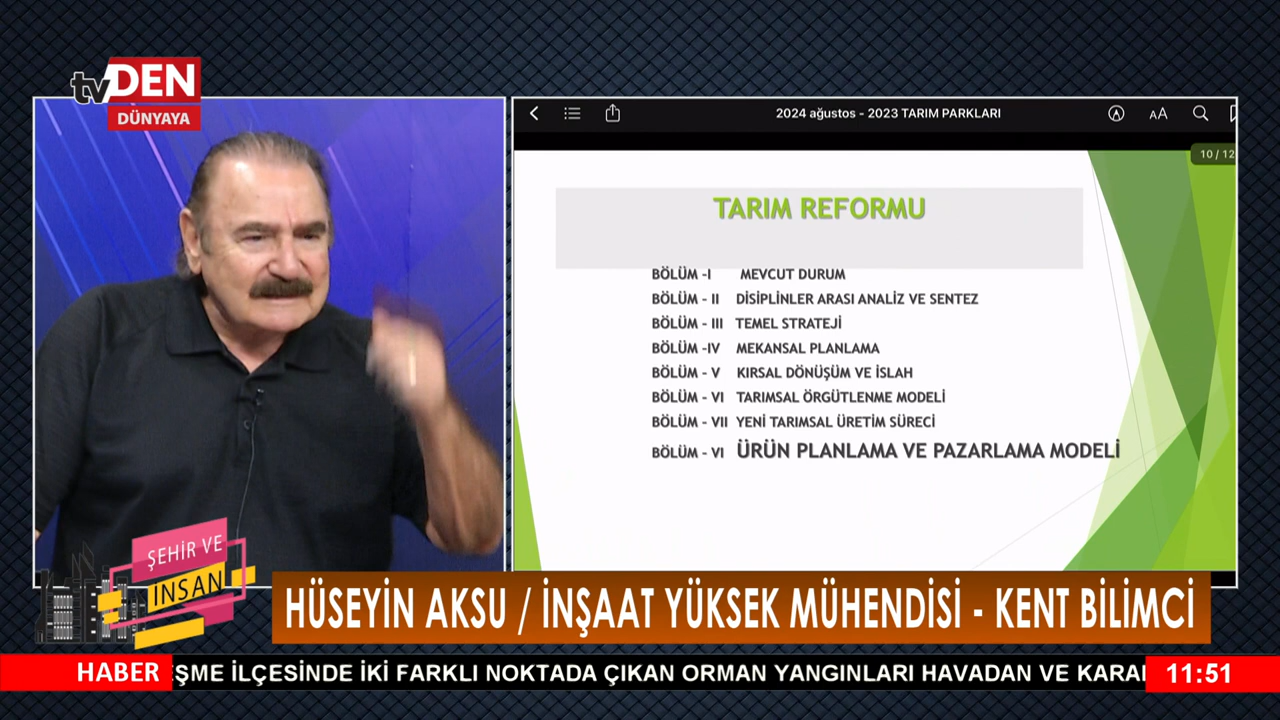 tvDEN
DÜNYAYA
2024 ağustos - 2023 TARIM PARKLARI
AA
10 / 12
TARIM REFORMU
BÖLÜM -I MEVCUT DURUM
BÖLÜM - II DİSİPLİNLER ARASI ANALİZ VE SENTEZ
BÖLÜM - III TEMEL STRATEJİ
BÖLÜM -IV MEKANSAL PLANLAMA
BÖLÜM - V KIRSAL DÖNÜŞÜM VE İSLAH
BÖLÜM - VI TARIMSAL ÖRGÜTLENME MODELİ
BÖLÜM - VII YENİ TARIMSAL ÜRETİM SÜRECİ
BÖLÜM - VI ÜRÜN PLANLAMA VE PAZARLAMA MODELİ
ŞEHİR VE
INSAN
HÜSEYİN AKSU / İNŞAAT YÜKSEK MÜHENDİSİ - KENT BİLİMCİ
HABER
EŞME İLÇESİNDE İKİ FARKLI NOKTADA ÇIKAN ORMAN YANGINLARI HAVADAN VE KARA
11:51